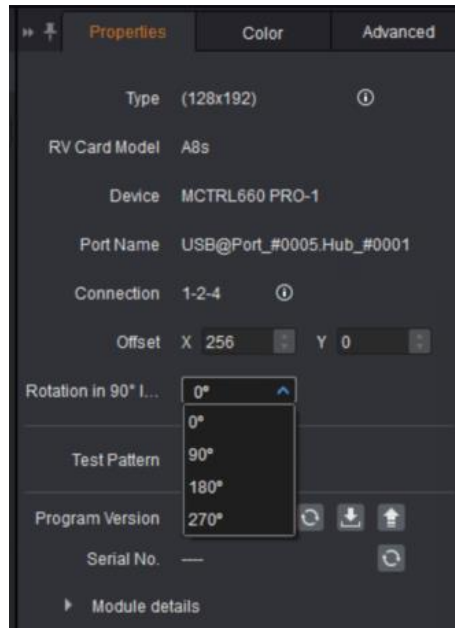 Properties Color Advanced
Type (128x192)
RV Card Model A8s
Device MCTRL660 PRO-1
Port Name USB@Port_#0005.Hub_#0001
Connection 1-2-4
Offset X 256 Y 0
Rotation in 90° I... 0°
0°
90°
Test Pattern
180°
Program Version 270°
Serial No. ----
Module details